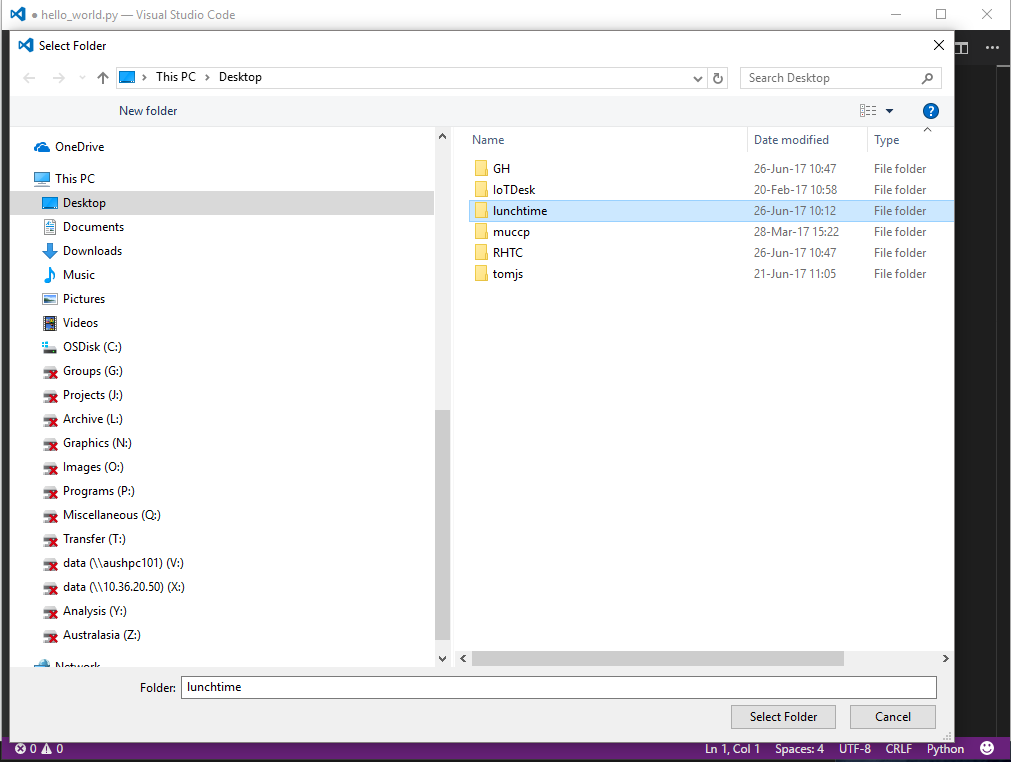 ● hello_world.py — Visual Studio Code
Select Folder
This PC > Desktop
Search Desktop
New folder
OneDrive
This PC
Desktop
Documents
Downloads
Music
Pictures
Videos
OSDisk (C:)
Groups (G:)
Projects (J:)
Archive (L:)
Graphics (N:)
Images (O:)
Programs (P:)
Miscellaneous (Q:)
Transfer (T:)
data (\\aushpc101) (V:)
data (\\10.36.20.50) (X:)
Analysis (Y:)
Australasia (Z:)
Network
Name Date modified Type
GH 26-Jun-17 10:47 File folder
IoTDesk 20-Feb-17 10:58 File folder
lunchtime 26-Jun-17 10:12 File folder
muccp 28-Mar-17 15:22 File folder
RHTC 26-Jun-17 10:47 File folder
tomjs 21-Jun-17 11:05 File folder
Folder: lunchtime
Select Folder Cancel
0 0 Ln 1, Col 1 Spaces: 4 UTF-8 CRLF Python